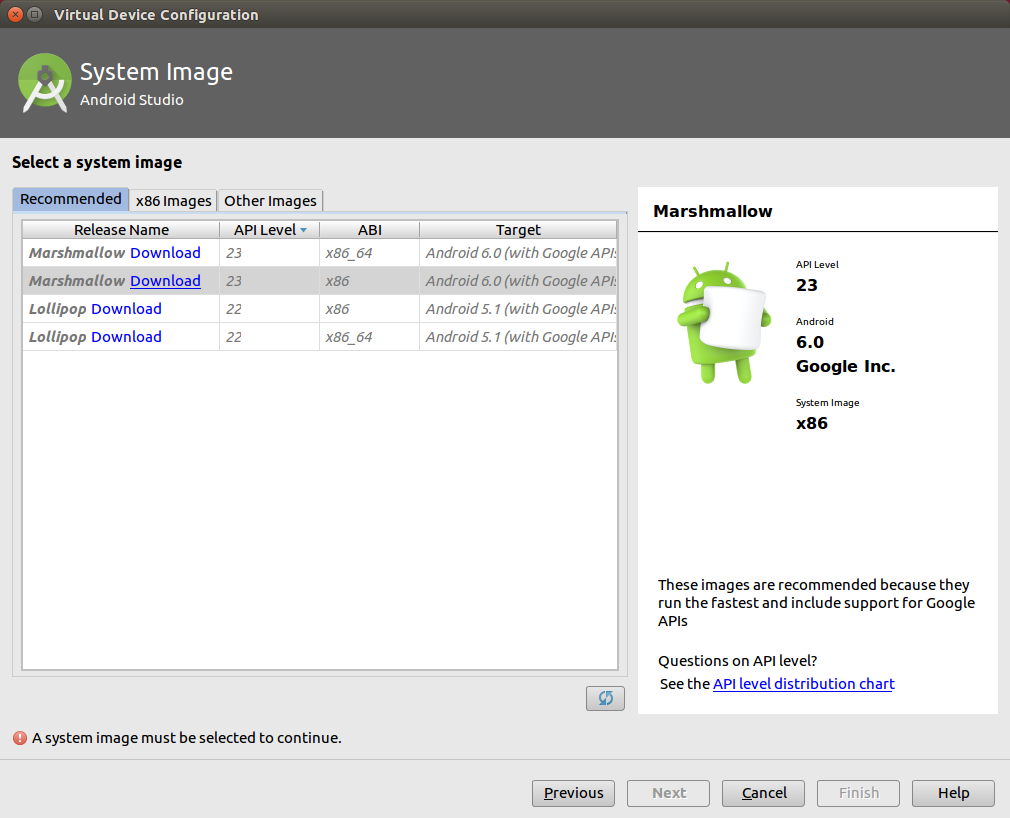 Virtual Device Configuration
System Image
Android Studio
Select a system image
Recommended x86 Images Other Images
Release Name API Level ABI Target
Marshmallow Download 23 x86_64 Android 6.0 (with Google APIs
Marshmallow Download 23 x86 Android 6.0 (with Google APIs
Lollipop Download 22 x86 Android 5.1 (with Google APIs
Lollipop Download 22 x86_64 Android 5.1 (with Google APIs
Marshmallow
API Level
23
Android
6.0
Google Inc.
System Image
x86
These images are recommended because they
run the fastest and include support for Google
APIs
Questions on API level?
See the API level distribution chart
A system image must be selected to continue.
Previous Next Cancel Finish Help